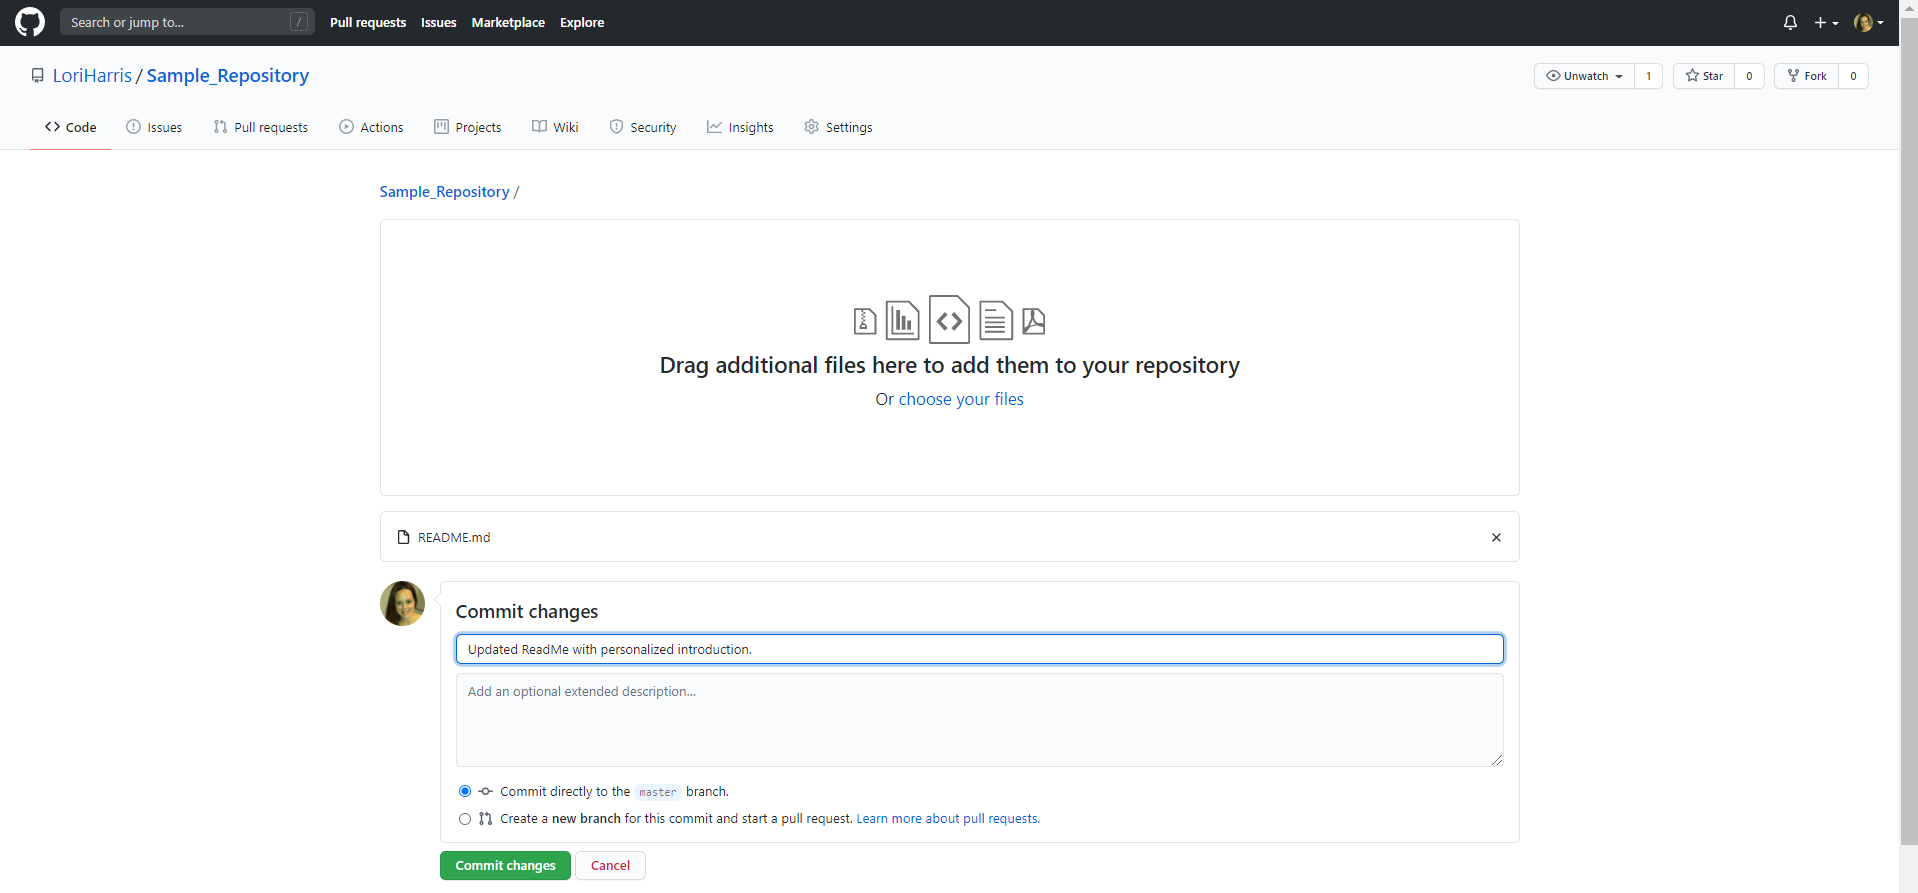 Search or jump to... /
Pull requests Issues Marketplace Explore
LoriHarris / Sample_Repository
Unwatch 1 Star 0 Fork 0
Code Issues Pull requests Actions Projects Wiki Security Insights Settings
Sample_Repository /
Drag additional files here to add them to your repository
Or choose your files
README.md
Commit changes
Updated ReadMe with personalized introduction.
Add an optional extended description...
Commit directly to the master branch.
Create a new branch for this commit and start a pull request. Learn more about pull requests.
Commit changes Cancel